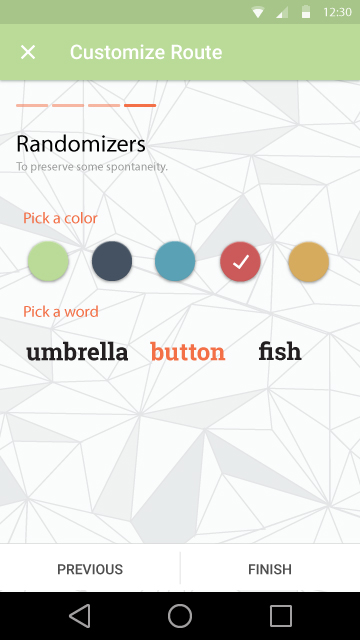 12:30
Customize Route
Randomizers
To preserve some spontaneity.
Pick a color
Pick a word
umbrella button fish
PREVIOUS FINISH